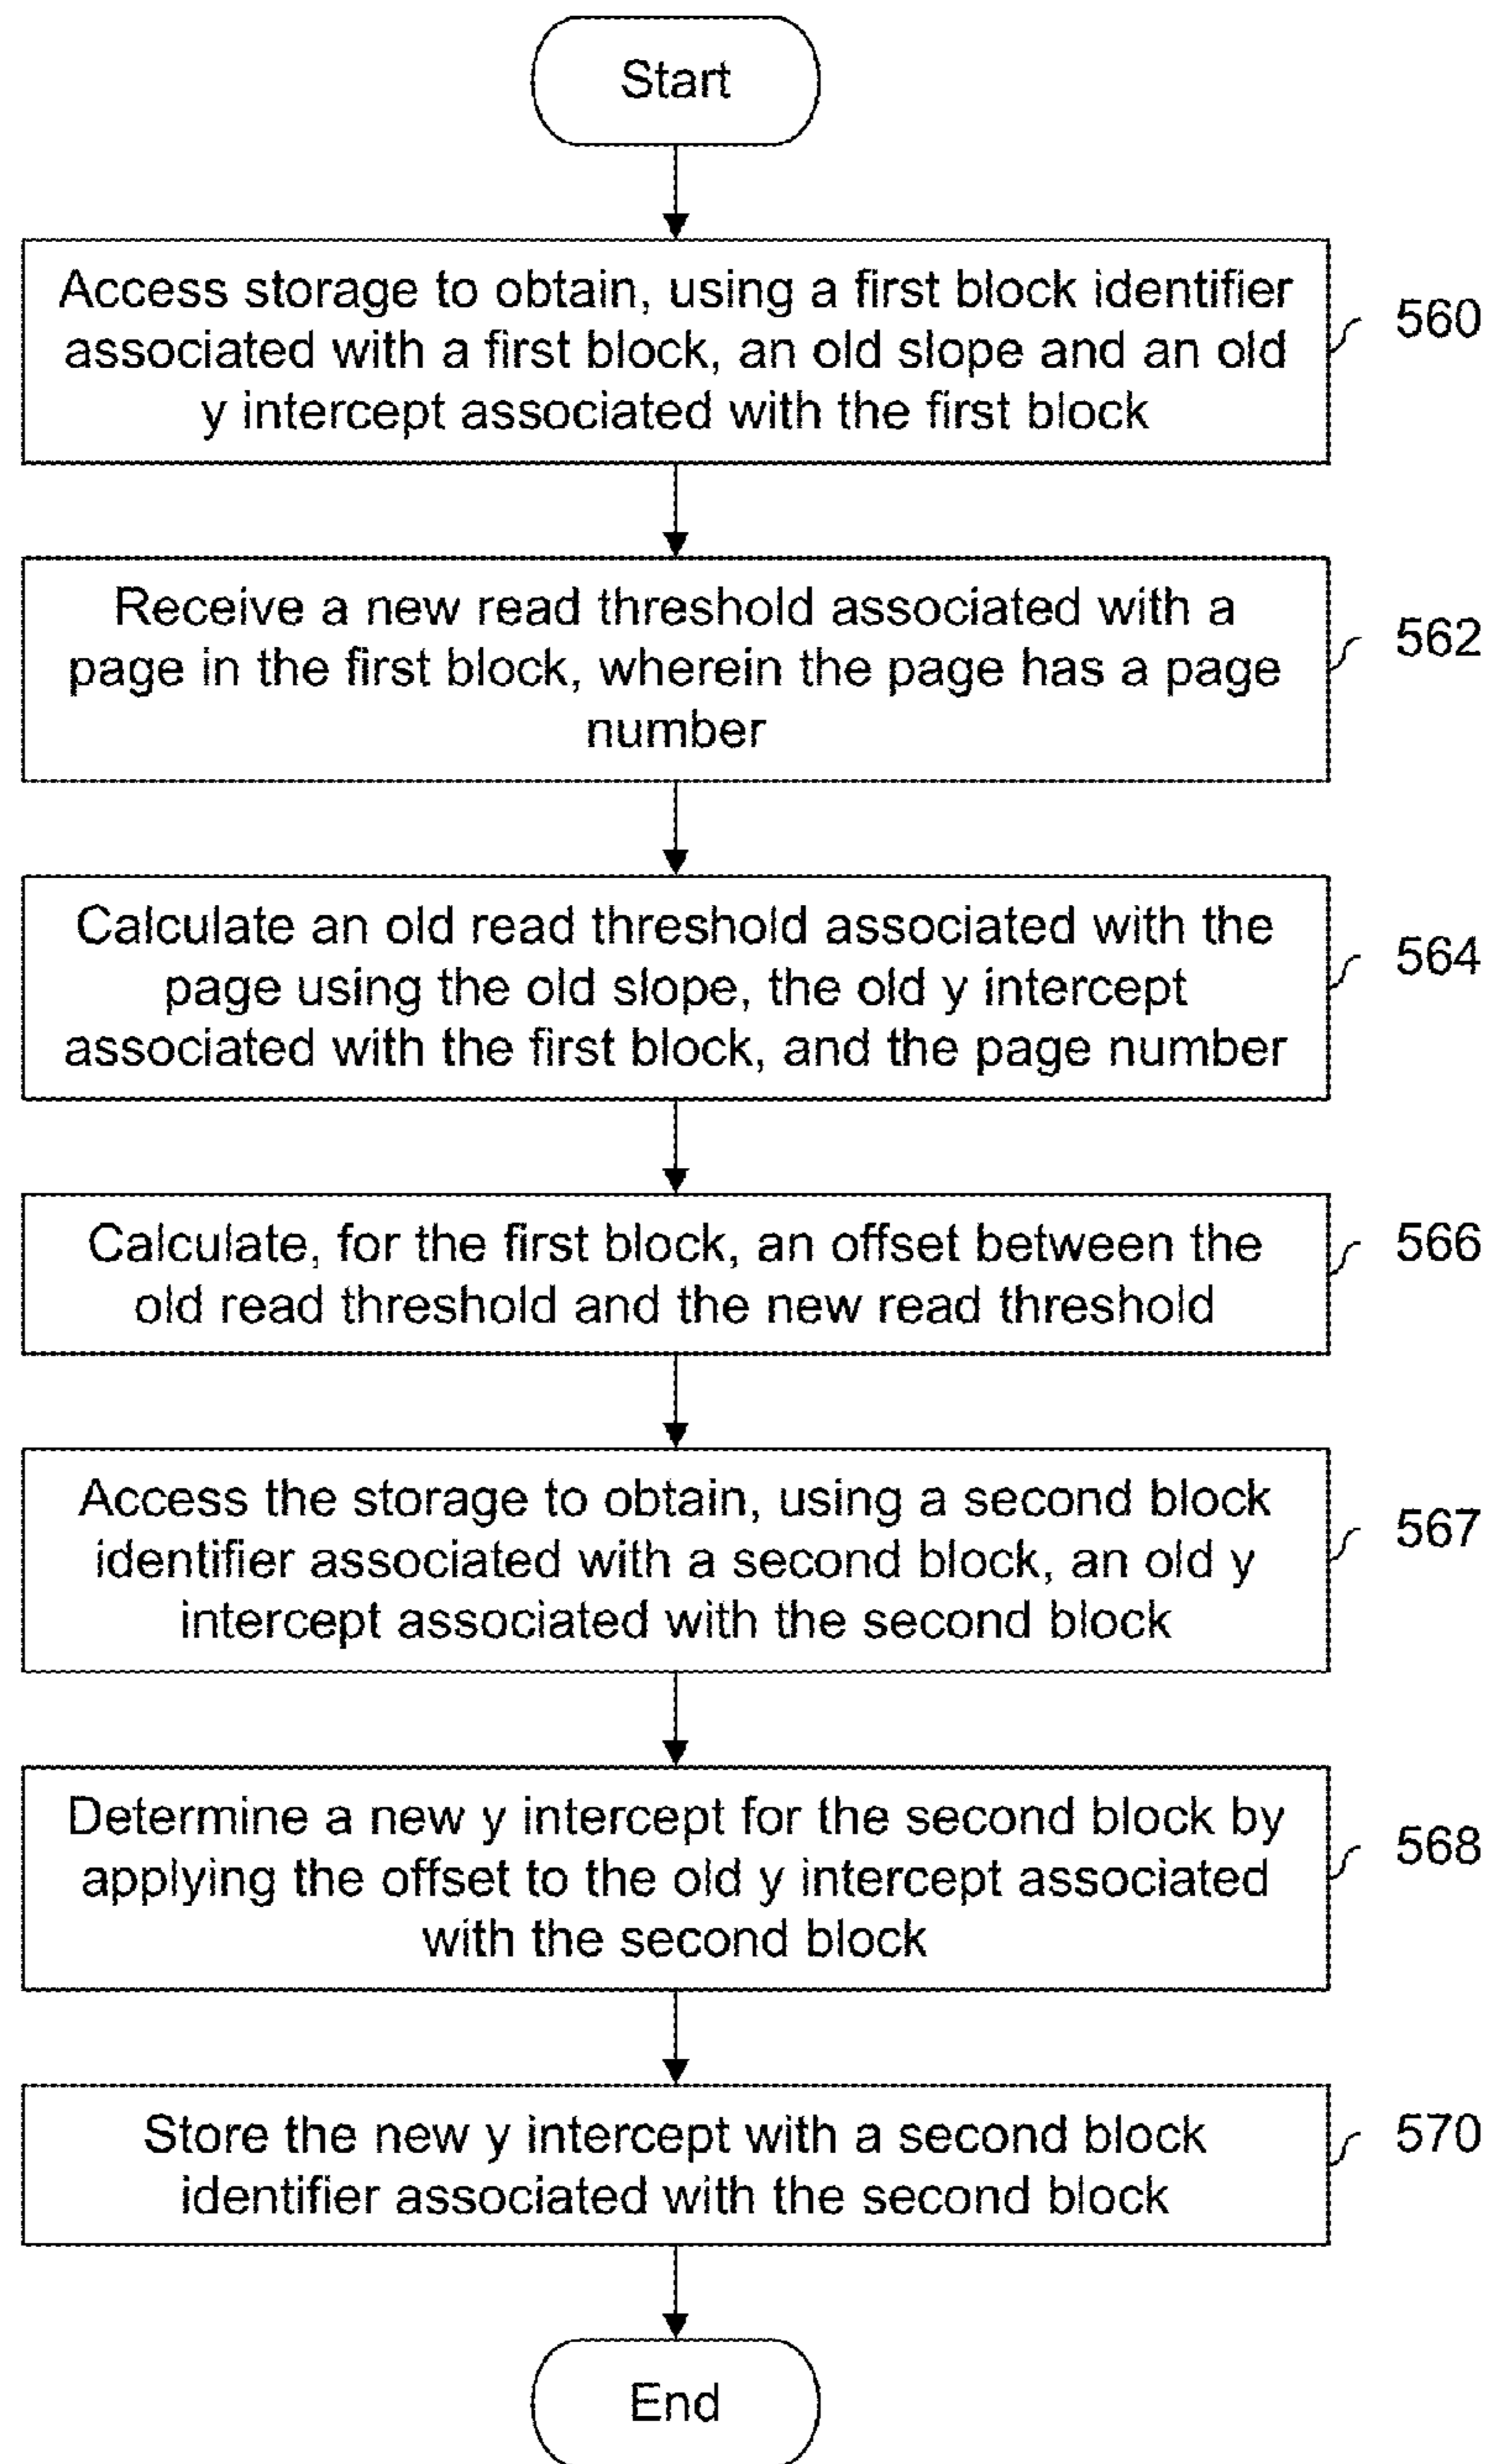 Start
Access storage to obtain, using a first block identifier
associated with a first block, an old slope and an old
y intercept associated with the first block
560
Receive a new read threshold associated with a
page in the first block, wherein the page has a page
number
562
Calculate an old read threshold associated with the
page using the old slope, the old y intercept
associated with the first block, and the page number
564
Calculate, for the first block, an offset between the
old read threshold and the new read threshold
566
Access the storage to obtain, using a second block
identifier associated with a second block, an old y
intercept associated with the second block
567
Determine a new y intercept for the second block by
applying the offset to the old y intercept associated
with the second block
568
Store the new y intercept with a second block
identifier associated with the second block
570
End